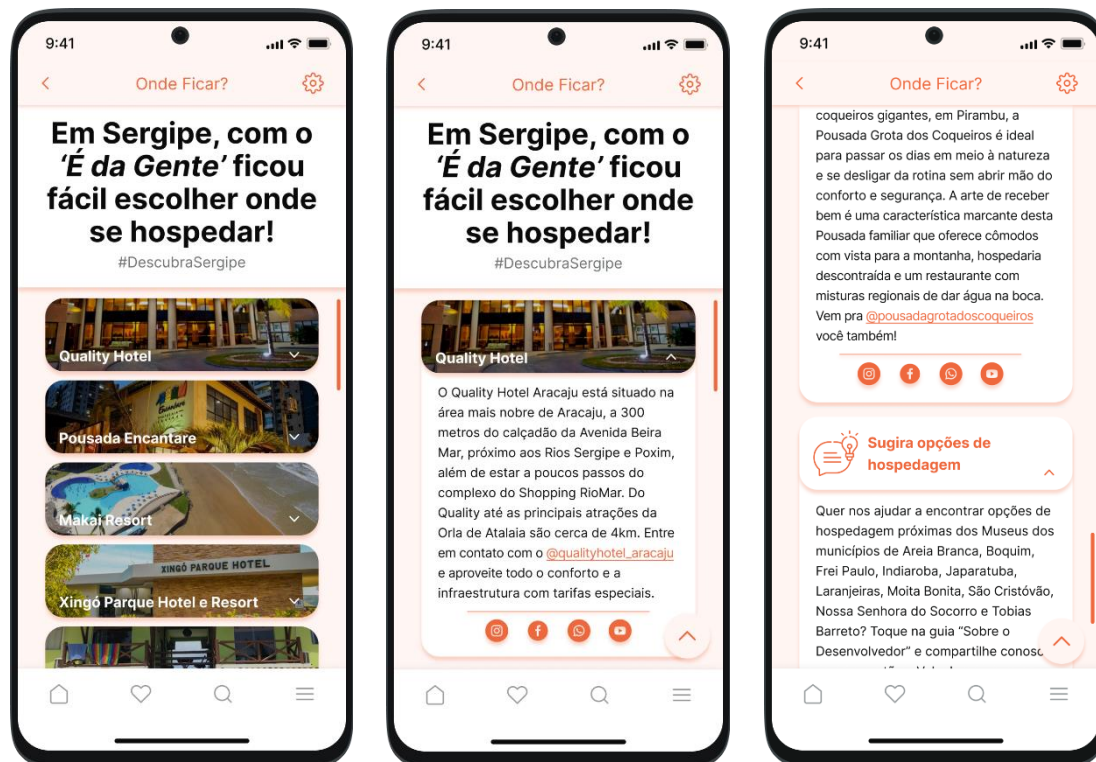 9:41
Onde Ficar?
Em Sergipe, com o
‘É da Gente’ ficou
fácil escolher onde
se hospedar!
#DescubraSergipe
Quality Hotel
Encantare
Pousada Encantare
Makai Resort
XINGÓ PARQUE HOTEL
Xingó Parque Hotel e Resort
9:41
Onde Ficar?
Em Sergipe, com o
‘É da Gente’ ficou
fácil escolher onde
se hospedar!
#DescubraSergipe
Quality Hotel
O Quality Hotel Aracaju está situado na
área mais nobre de Aracaju, a 300
metros do calçadão da Avenida Beira
Mar, próximo aos Rios Sergipe e Poxim,
além de estar a poucos passos do
complexo do Shopping RioMar. Do
Quality até as principais atrações da
Orla de Atalaia são cerca de 4km. Entre
em contato com o @qualityhotel_aracaju
e aproveite todo o conforto e a
infraestrutura com tarifas especiais.
9:41
Onde Ficar?
coqueiros gigantes, em Pirambu, a
Pousada Grota dos Coqueiros é ideal
para passar os dias em meio à natureza
e se desligar da rotina sem abrir mão do
conforto e segurança. A arte de receber
bem é uma característica marcante desta
Pousada familiar que oferece cômodos
com vista para a montanha, hospedaria
descontraída e um restaurante com
misturas regionais de dar água na boca.
Vem pra @pousadagrotadoscoqueiros
você também!
Sugira opções de
hospedagem
Quer nos ajudar a encontrar opções de
hospedagem próximas dos Museus dos
municípios de Areia Branca, Boquim,
Frei Paulo, Indiaroba, Japaratuba,
Laranjeiras, Moita Bonita, São Cristóvão,
Nossa Senhora do Socorro e Tobias
Barreto? Toque na guia “Sobre o
Desenvolvedor” e compartilhe